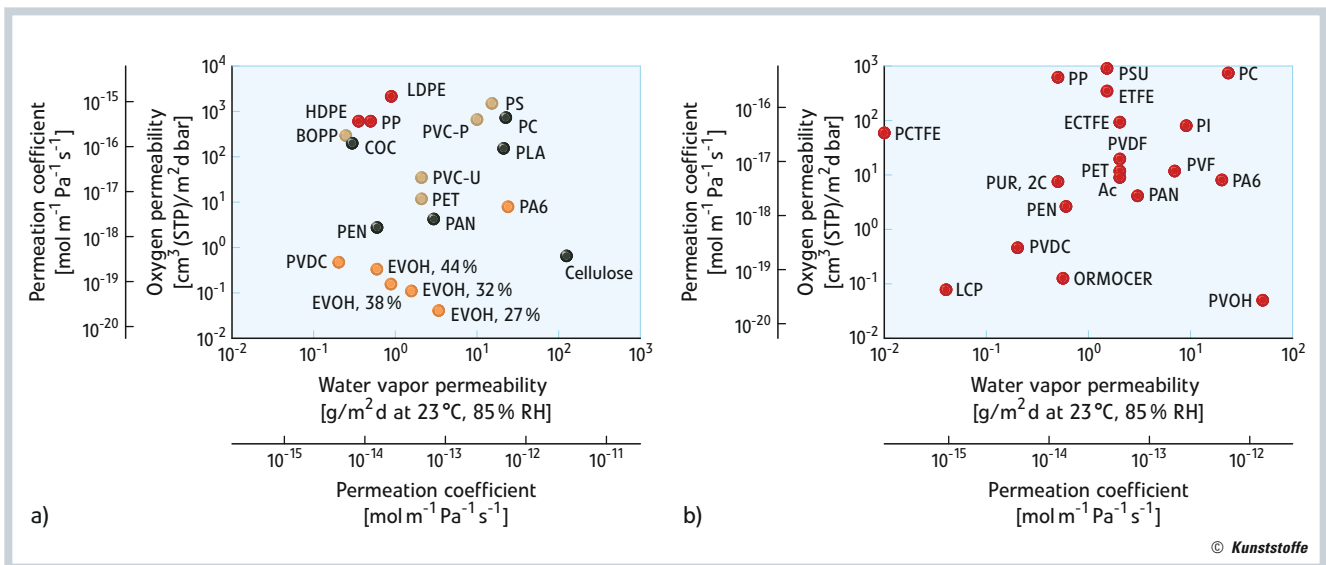 Permeation coefficient
[mol m⁻¹ Pa⁻¹ s⁻¹]
10⁻¹⁵
10⁻¹⁶
10⁻¹⁷
10⁻¹⁸
10⁻¹⁹
10⁻²⁰
Oxygen permeability
[cm³ (STP)/m² d bar]
10⁴
10³
10²
10¹
10⁰
10⁻¹
10⁻²
LDPE
HDPE
PP
BOPP
COC
PS
PVC-P
PC
PLA
PVC-U
PET
PA6
PEN
PAN
PVDC
EVOH, 44 %
Cellulose
EVOH, 38 %
EVOH, 32 %
EVOH, 27 %
10⁻²
10⁻¹
10⁰
10¹
10²
10³
Water vapor permeability
[g/m² d at 23 °C, 85 % RH]
10⁻¹⁵
10⁻¹⁴
10⁻¹³
10⁻¹²
10⁻¹¹
Permeation coefficient
[mol m⁻¹ Pa⁻¹ s⁻¹]
a)
Permeation coefficient
[mol m⁻¹ Pa⁻¹ s⁻¹]
10⁻¹⁶
10⁻¹⁷
10⁻¹⁸
10⁻¹⁹
10⁻²⁰
Oxygen permeability
[cm³ (STP)/m² d bar]
10³
10²
10¹
10⁰
10⁻¹
10⁻²
PP
PSU
PC
ETFE
PCTFE
ECTFE
PI
PVDF
PET
PVF
PUR, 2C
Ac
PAN
PA6
PEN
PVDC
LCP
ORMOCER
PVOH
10⁻²
10⁻¹
10⁰
10¹
10²
Water vapor permeability
[g/m² d at 23 °C, 85 % RH]
10⁻¹⁵
10⁻¹⁴
10⁻¹³
10⁻¹²
Permeation coefficient
[mol m⁻¹ Pa⁻¹ s⁻¹]
b)
© Kunststoffe